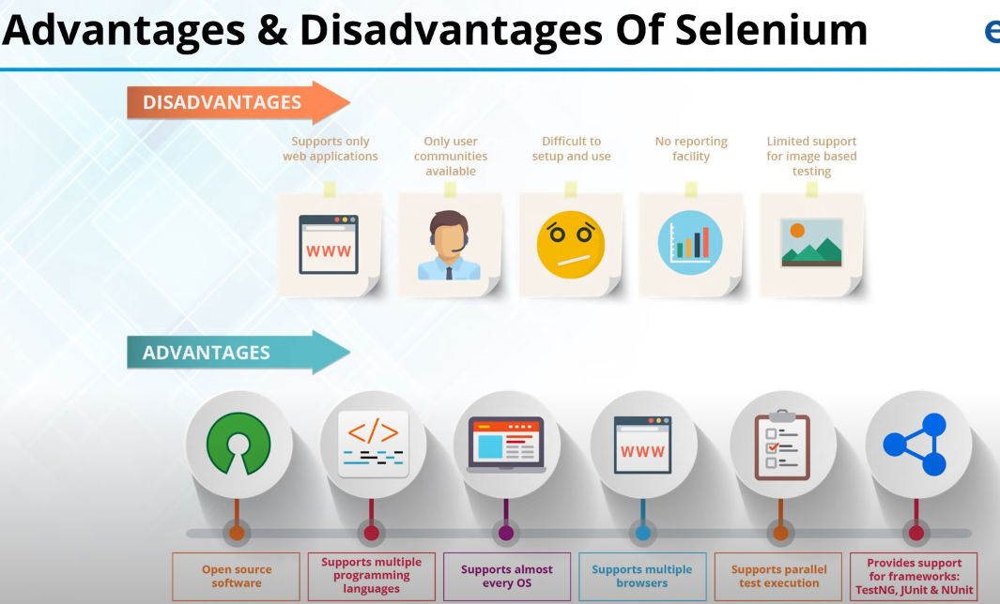 Advantages & Disadvantages Of Selenium
e
DISADVANTAGES
Supports only
web applications
Only user
communities
available
Difficult to
setup and use
No reporting
facility
Limited support
for image based
testing
WWW
ADVANTAGES
</>
WWW
Open source
software
Supports multiple
programming
languages
Supports almost
every OS
Supports multiple
browsers
Supports parallel
test execution
Provides support
for frameworks:
TestNG, JUnit & NUnit